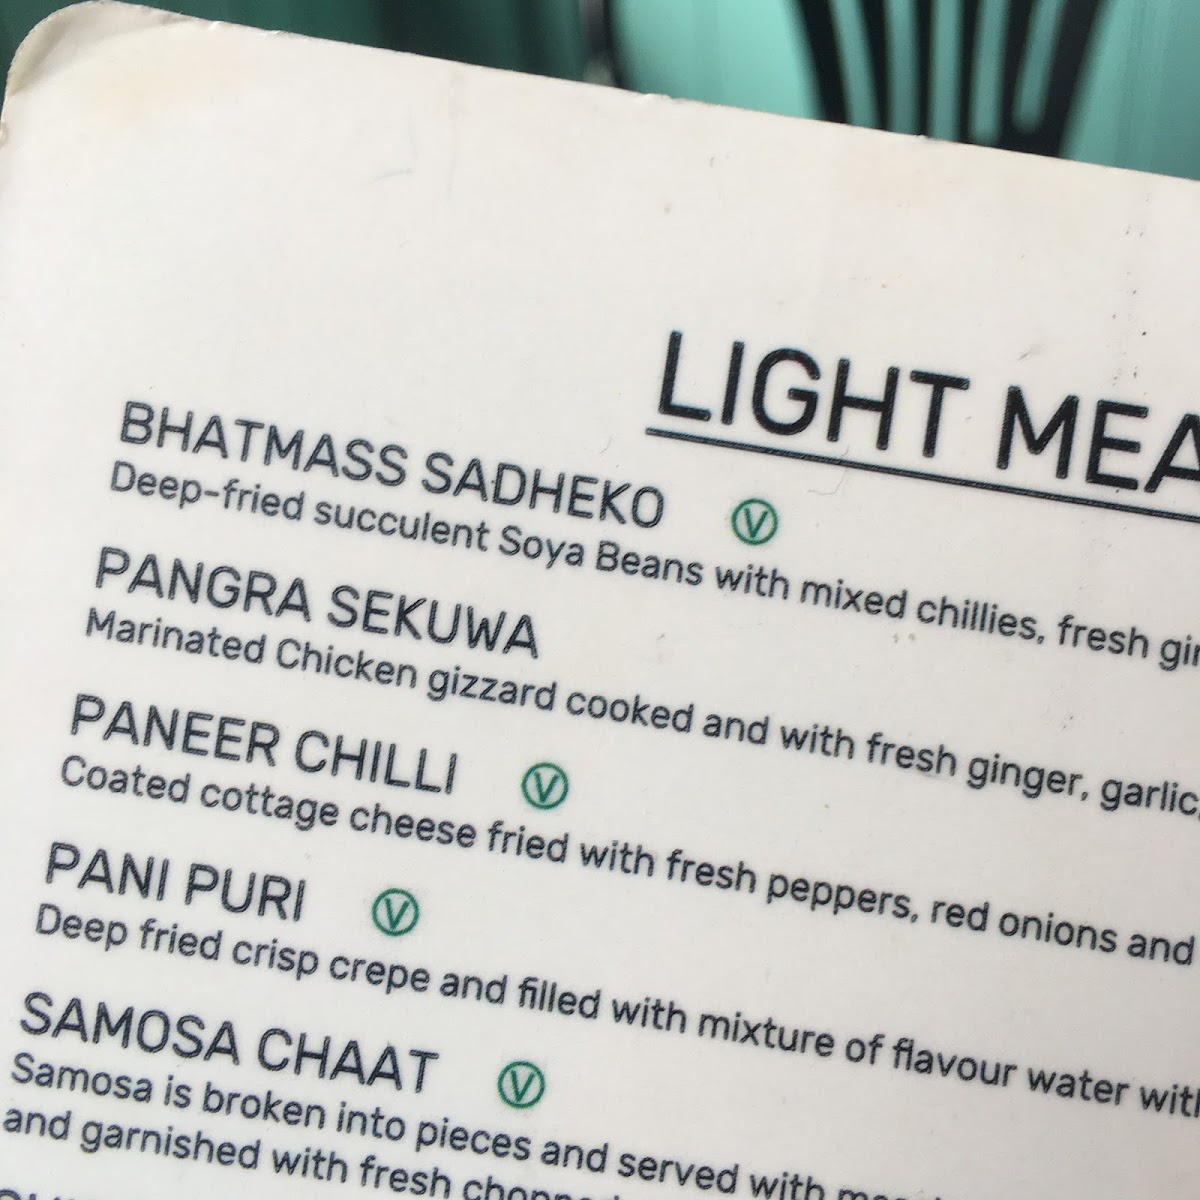 LIGHT
BHATMASS SADHEKO V
Deep-fried succulent Soya Beans with mixed chillies, fresh
PANGRA SEKUWA
Marinated Chicken gizzard cooked and with fresh ginger, garlic,
PANEER CHILLI V
Coated cottage cheese fried with fresh peppers, red onions and
PANI PURI V
Deep fried crisp crepe and filled with mixture of flavour water
SAMOSA CHAAT V
Samosa is broken into pieces and served with
and garnished with fresh